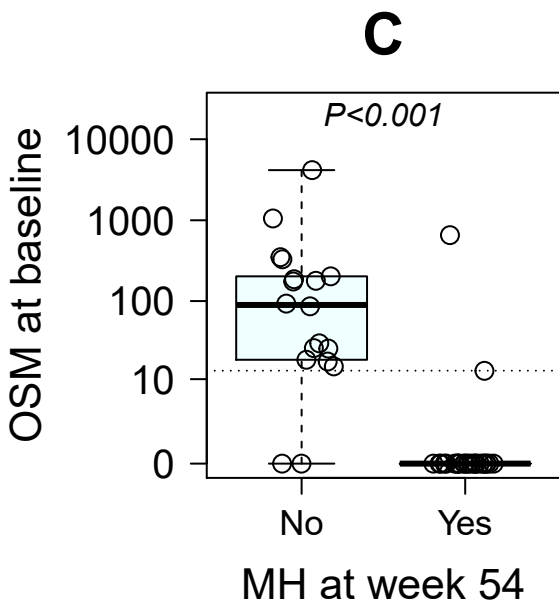 C
P<0.001
OSM at baseline
10000
1000
100
10
0
No Yes
MH at week 54